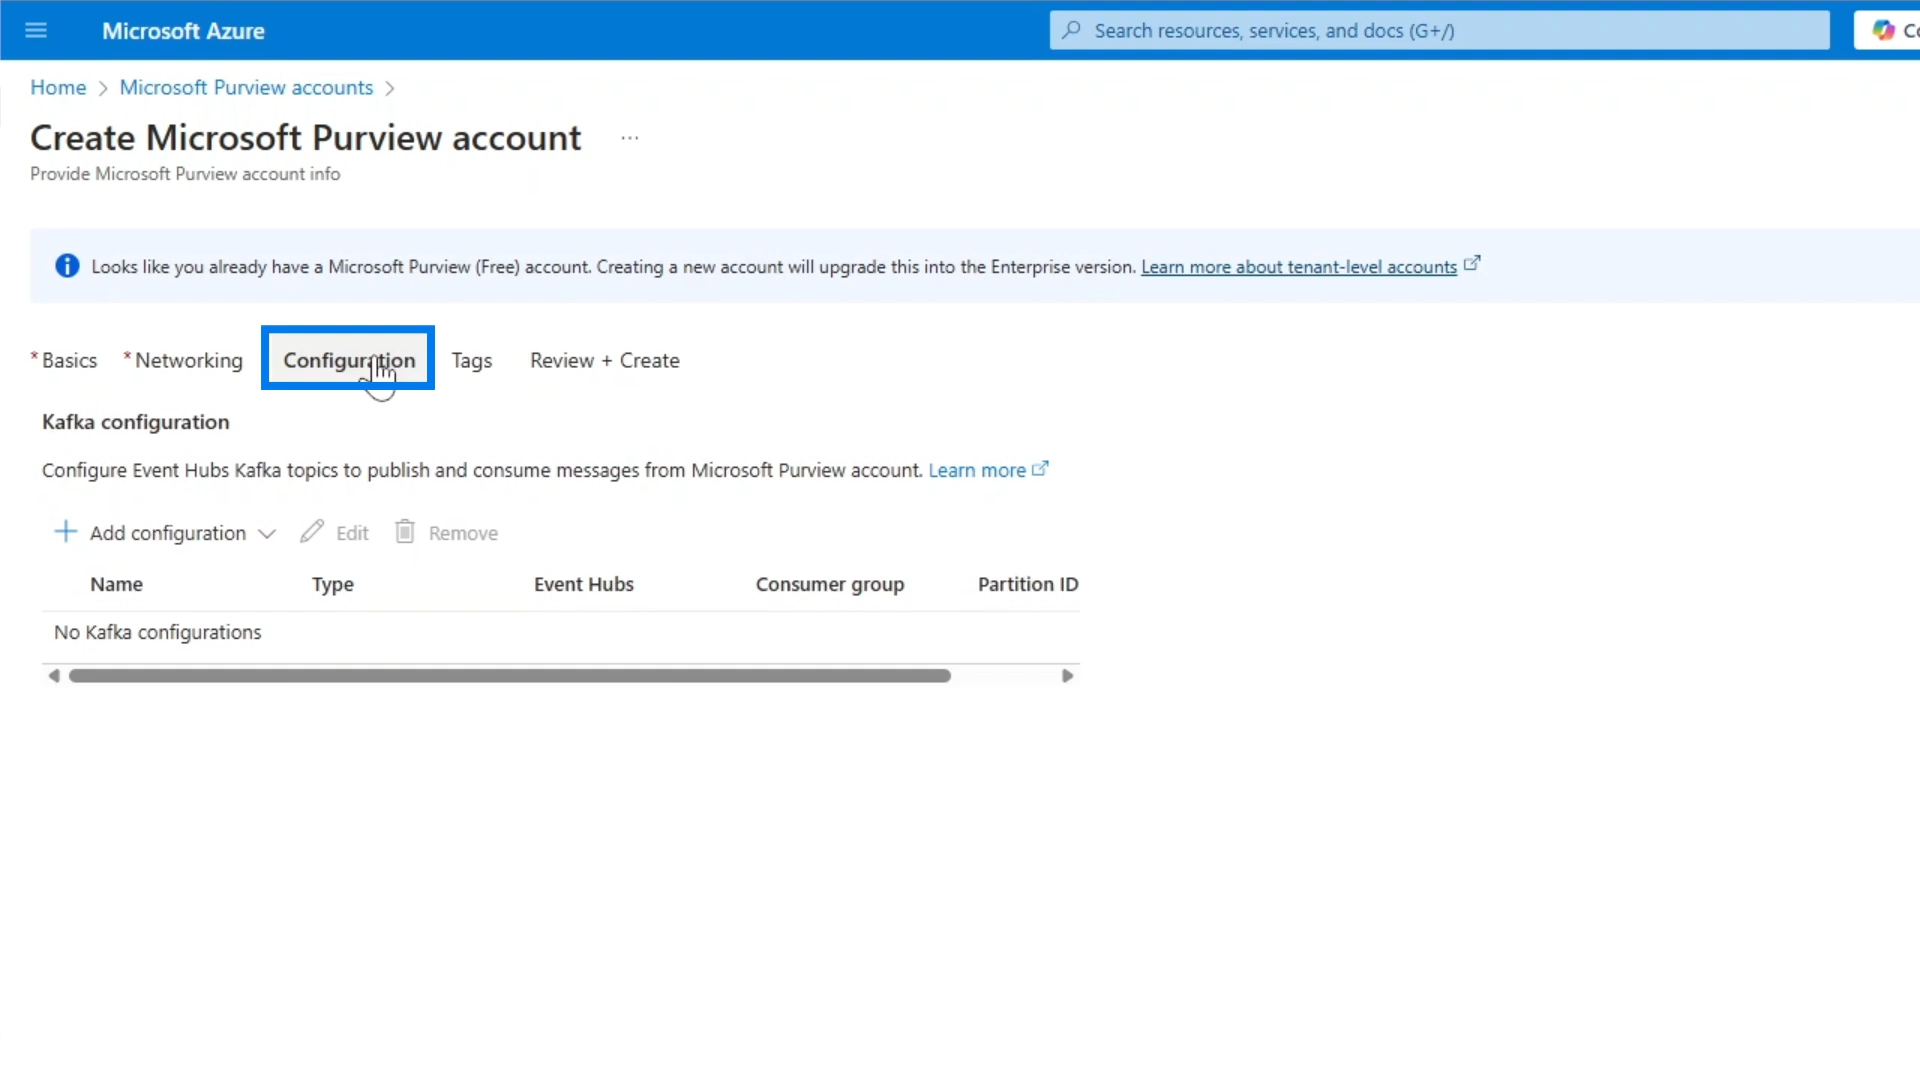 Microsoft Azure
Search resources, services, and docs (G+/)
Home > Microsoft Purview accounts >
Create Microsoft Purview account ...
Provide Microsoft Purview account info
Looks like you already have a Microsoft Purview (Free) account. Creating a new account will upgrade this into the Enterprise version. Learn more about tenant-level accounts
* Basics * Networking Configuration Tags Review + Create
Kafka configuration
Configure Event Hubs Kafka topics to publish and consume messages from Microsoft Purview account. Learn more
+ Add configuration Edit Remove
Name Type Event Hubs Consumer group Partition ID
No Kafka configurations